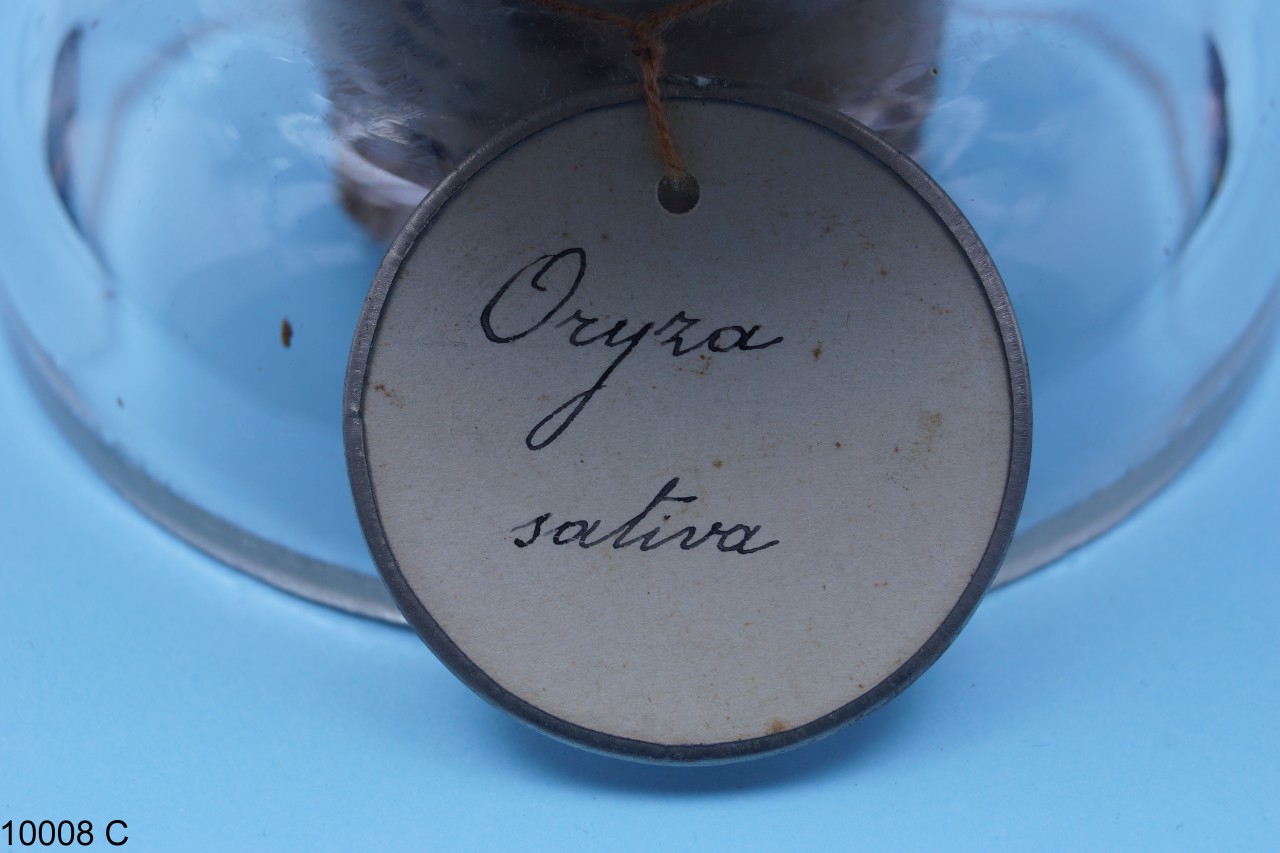 Oryza
sativa
10008 C